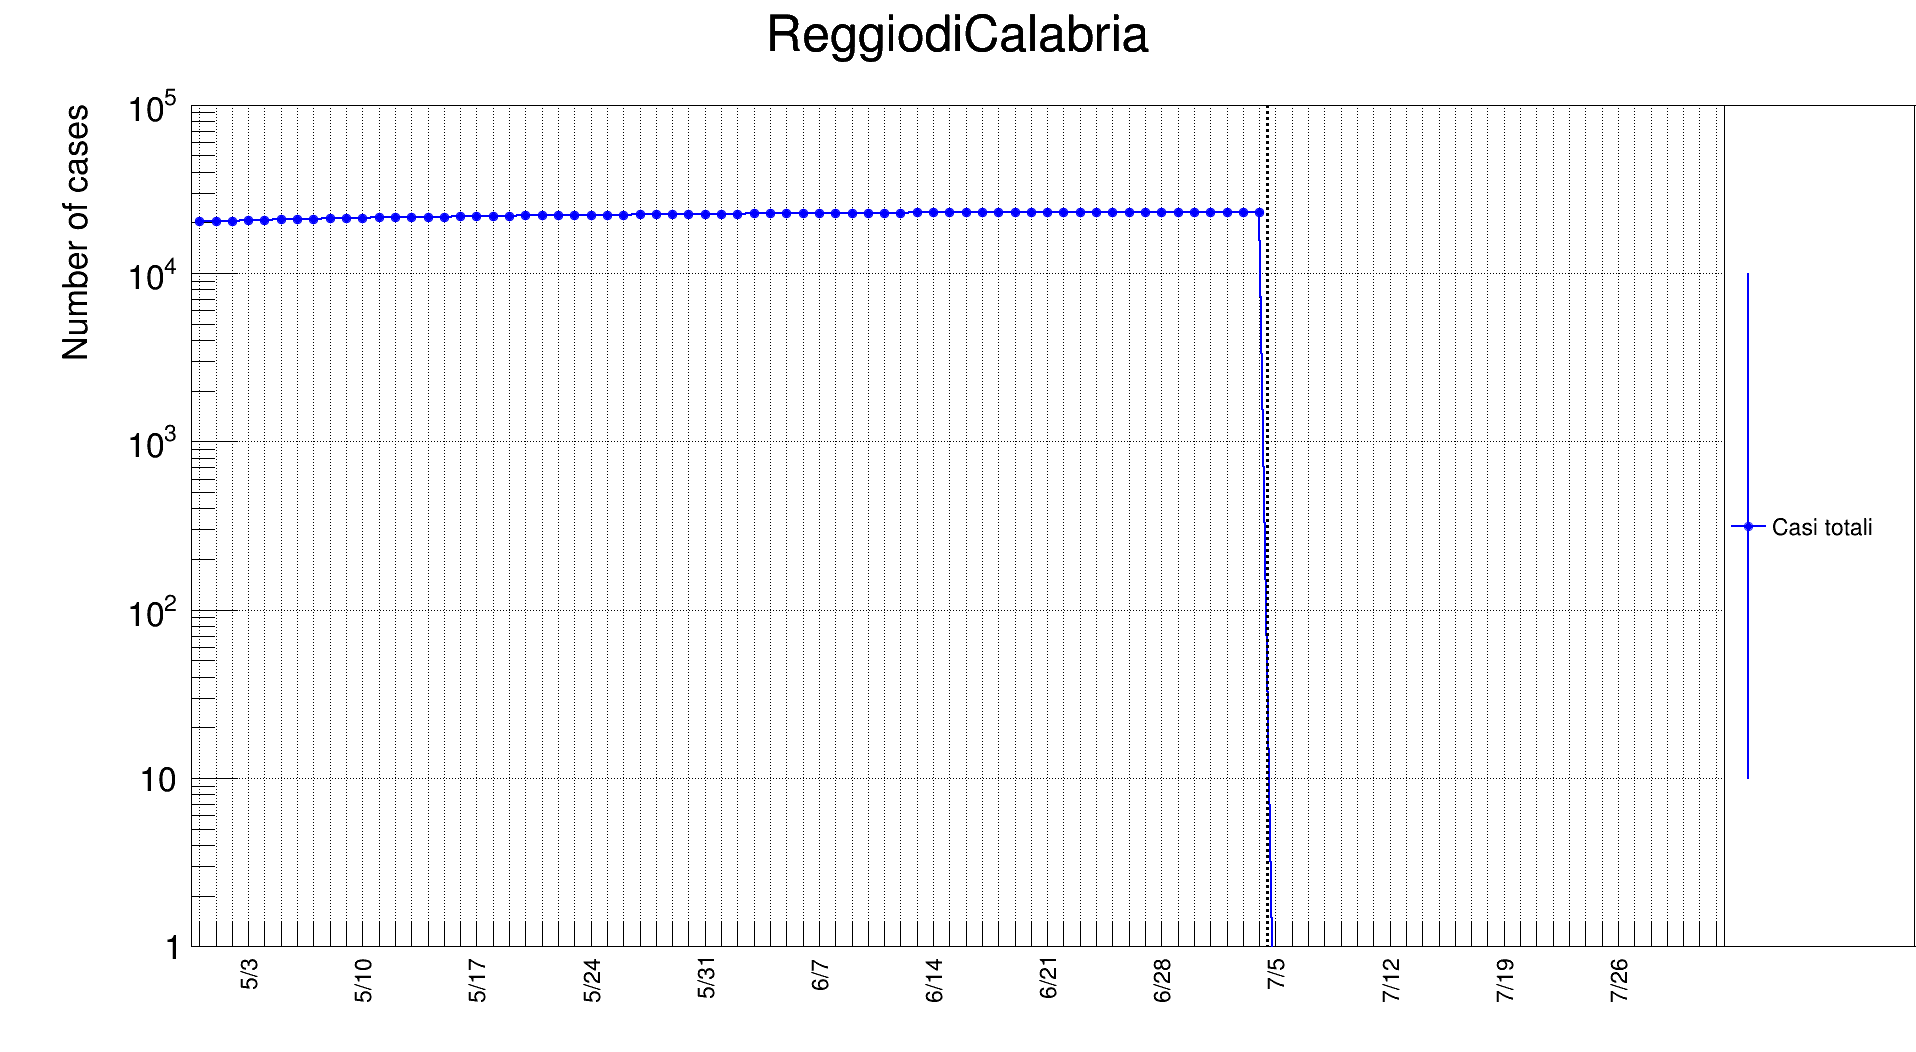 ReggiodiCalabria
Number of cases
10^5
10^4
10^3
10^2
10
1
5/3 5/10 5/17 5/24 5/31 6/7 6/14 6/21 6/28 7/5 7/12 7/19 7/26
Casi totali